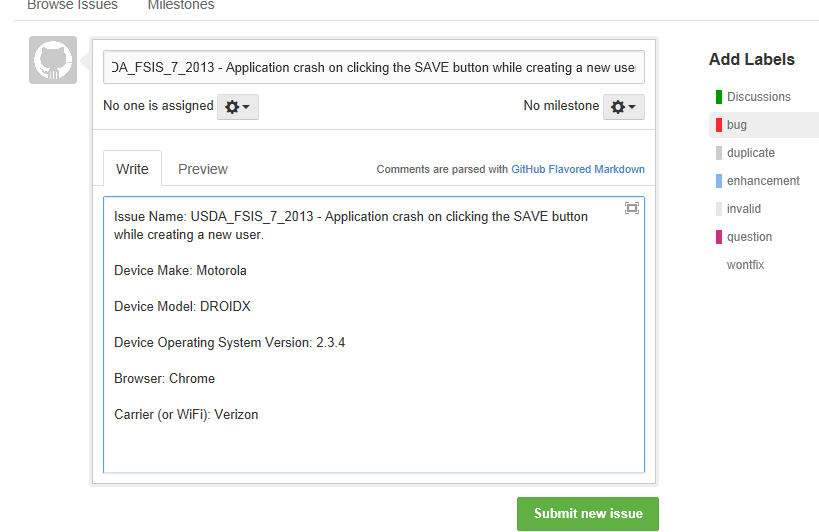 Browse Issues Milestones
DA_FSIS_7_2013 - Application crash on clicking the SAVE button while creating a new use
No one is assigned
No milestone
Write Preview
Comments are parsed with GitHub Flavored Markdown
Issue Name: USDA_FSIS_7_2013 - Application crash on clicking the SAVE button
while creating a new user.
Device Make: Motorola
Device Model: DROIDX
Device Operating System Version: 2.3.4
Browser: Chrome
Carrier (or WiFi): Verizon
Submit new issue
Add Labels
Discussions
bug
duplicate
enhancement
invalid
question
wontfix